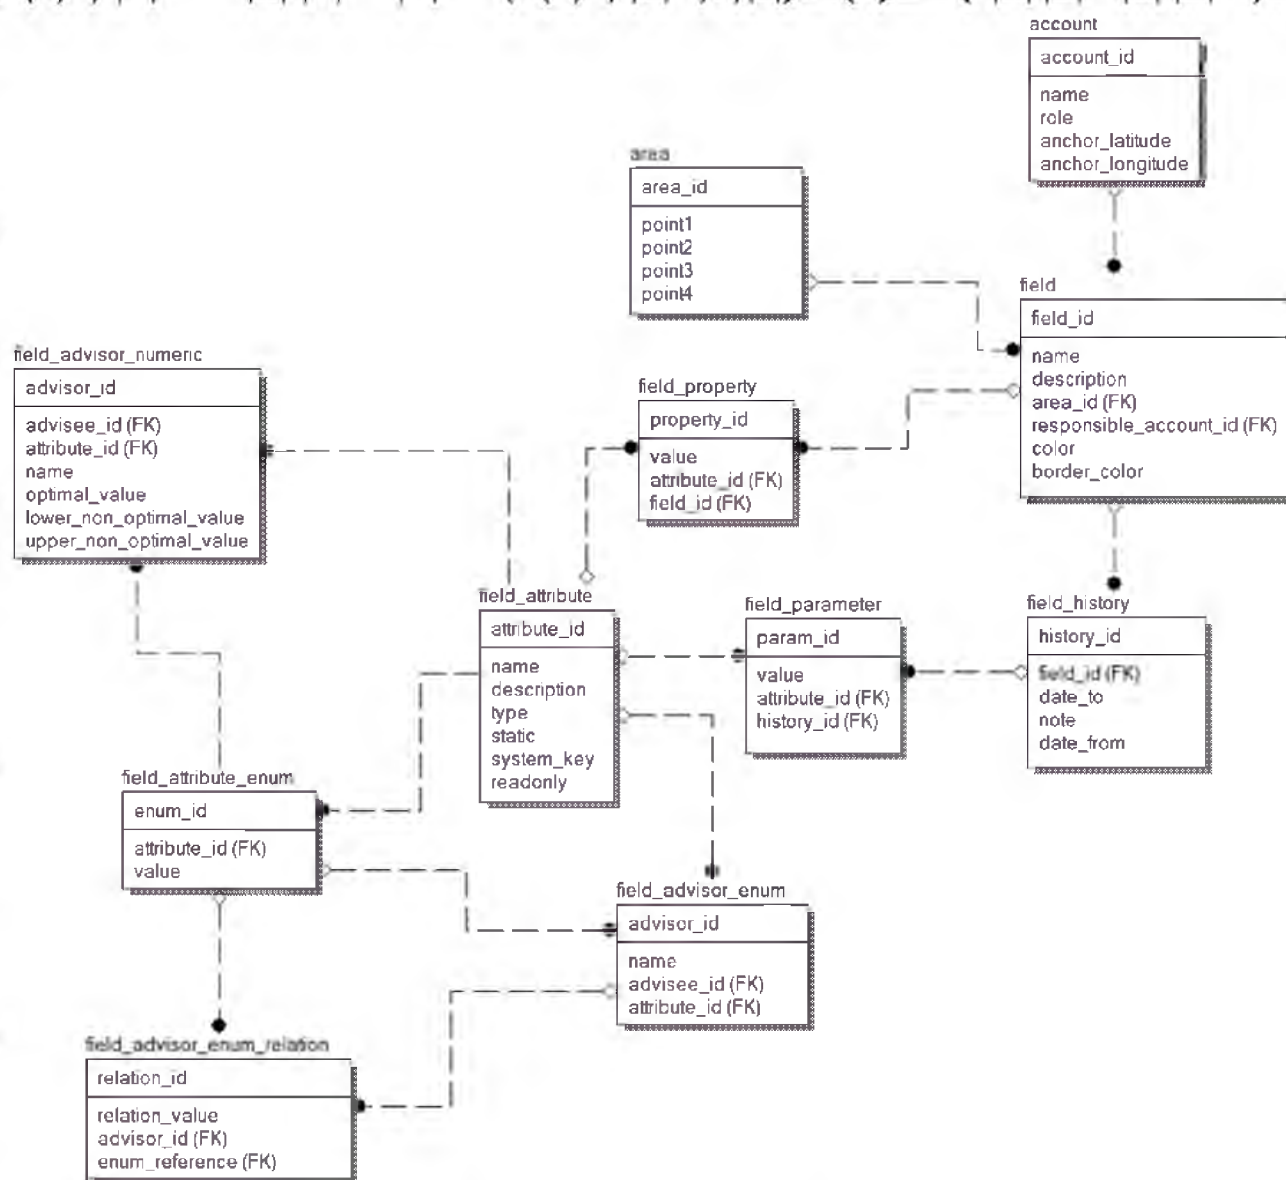 account
account_id
name
role
anchor_latitude
anchor_longitude
area
area_id
point1
point2
point3
point4
field
field_id
name
description
area_id (FK)
responsible_account_id (FK)
color
border_color
field_advisor_numeric
advisor_id
advisee_id (FK)
attribute_id (FK)
name
optimal_value
lower_non_optimal_value
upper_non_optimal_value
field_property
property_id
value
attribute_id (FK)
field_id (FK)
field_attribute
attribute_id
name
description
type
static
system_key
readonly
field_parameter
param_id
value
attribute_id (FK)
history_id (FK)
field_history
history_id
field_id (FK)
date_to
note
date_from
field_attribute_enum
enum_id
attribute_id (FK)
value
field_advisor_enum
advisor_id
name
advisee_id (FK)
attribute_id (FK)
field_advisor_enum_relation
relation_id
relation_value
advisor_id (FK)
enum_reference (FK)